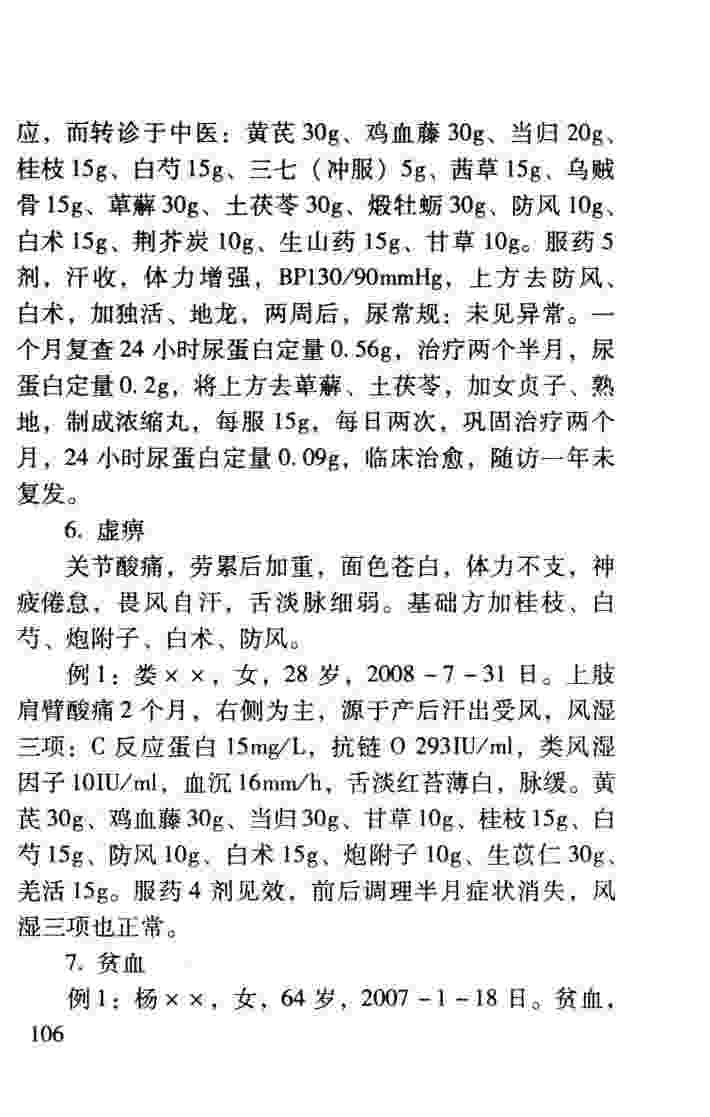 应，而转诊于中医：黄芪 30g、鸡血藤 30g、当归 20g、
桂枝 15g、白芍 15g、三七（冲服）5g、茜草 15g、乌贼
骨 15g、萆薢 30g、土茯苓 30g、煅牡蛎 30g、防风 10g、
白术 15g、荆芥炭 10g、生山药 15g、甘草 10g。服药 5
剂，汗收，体力增强，BP130/90mmHg，上方去防风、
白术，加独活、地龙，两周后，尿常规：未见异常。一
个月复查 24 小时尿蛋白定量 0.56g，治疗两个半月，尿
蛋白定量 0.2g，将上方去萆薢、土茯苓，加女贞子、熟
地，制成浓缩丸，每服 15g，每日两次，巩固治疗两个
月，24 小时尿蛋白定量 0.09g，临床治愈，随访一年未
复发。
6. 虚痹
关节酸痛，劳累后加重，面色苍白，体力不支，神
疲倦怠，畏风自汗，舌淡脉细弱。基础方加桂枝、白
芍、炮附子、白术、防风。
例 1：娄××，女，28 岁，2008－7－31 日。上肢
肩臂酸痛 2 个月，右侧为主，源于产后汗出受风，风湿
三项：C 反应蛋白 15mg/L，抗链 O 293IU/ml，类风湿
因子 10IU/ml，血沉 16mm/h，舌淡红苔薄白，脉缓。黄
芪 30g、鸡血藤 30g、当归 30g、甘草 10g、桂枝 15g、白
芍 15g、防风 10g、白术 15g、炮附子 10g、生苡仁 30g、
羌活 15g。服药 4 剂见效，前后调理半月症状消失，风
湿三项也正常。
7. 贫血
例 1：杨××，女，64 岁，2007－1－18 日。贫血，
106